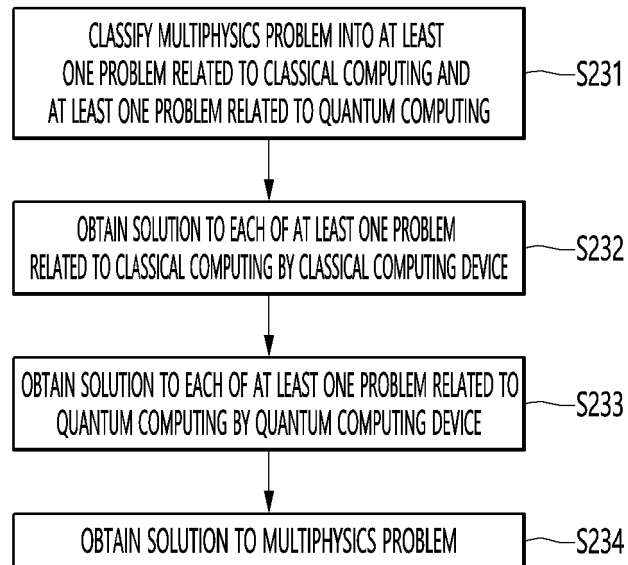 CLASSIFY MULTIPHYSICS PROBLEM INTO AT LEAST
ONE PROBLEM RELATED TO CLASSICAL COMPUTING AND
AT LEAST ONE PROBLEM RELATED TO QUANTUM COMPUTING
S231
OBTAIN SOLUTION TO EACH OF AT LEAST ONE PROBLEM
RELATED TO CLASSICAL COMPUTING BY CLASSICAL COMPUTING DEVICE
S232
OBTAIN SOLUTION TO EACH OF AT LEAST ONE PROBLEM RELATED TO
QUANTUM COMPUTING BY QUANTUM COMPUTING DEVICE
S233
OBTAIN SOLUTION TO MULTIPHYSICS PROBLEM
S234